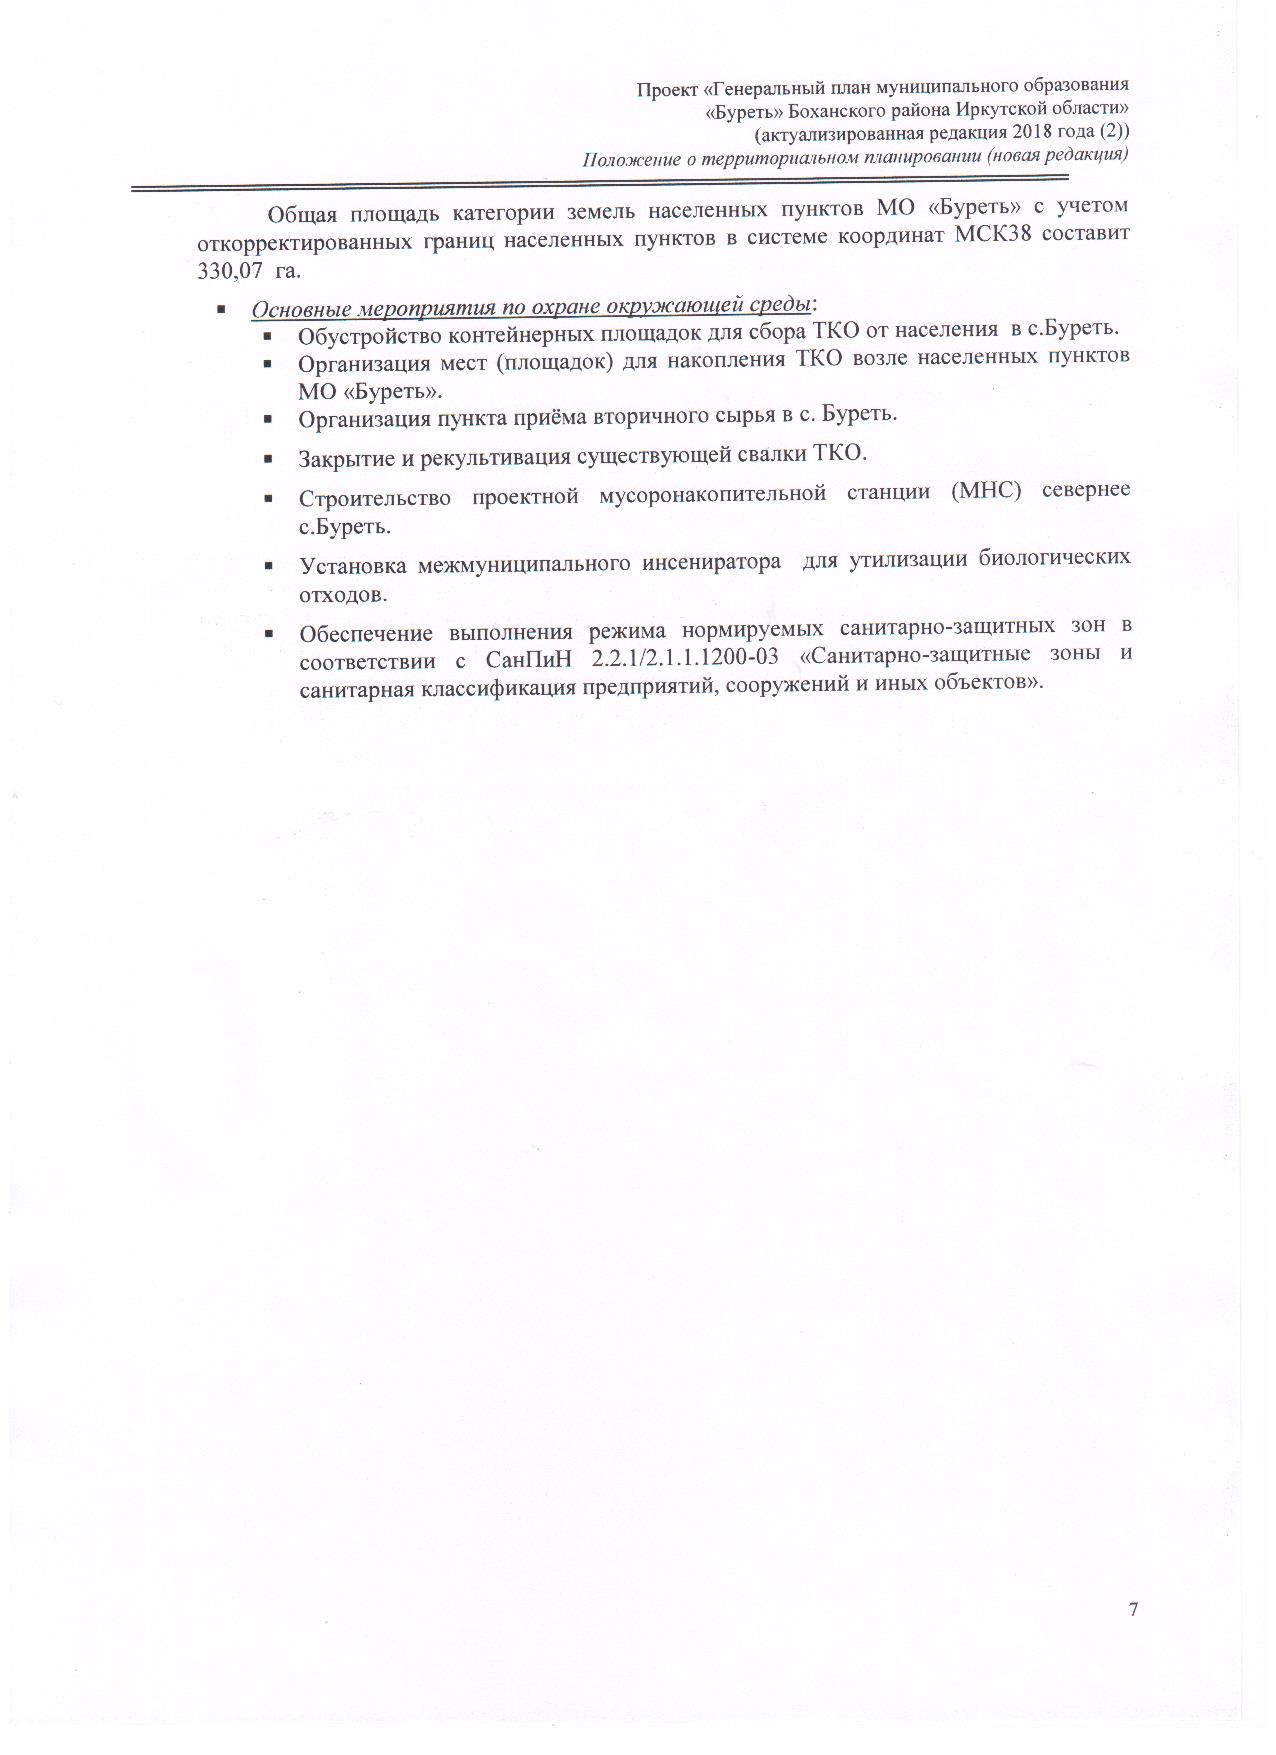 Проект «Генеральный план муниципального образования
«Буреть» Боханского района Иркутской области»
(актуализированная редакция 2018 года (2))
Положение о территориальном планировании (новая редакция)
Общая площадь категории земель населенных пунктов МО «Буреть» с учетом
откорректированных границ населенных пунктов в системе координат МСК38 составит
330,07 га.
▪ Основные мероприятия по охране окружающей среды:
▪ Обустройство контейнерных площадок для сбора ТКО от населения в с.Буреть.
▪ Организация мест (площадок) для накопления ТКО возле населенных пунктов
МО «Буреть».
▪ Организация пункта приёма вторичного сырья в с. Буреть.
▪ Закрытие и рекультивация существующей свалки ТКО.
▪ Строительство проектной мусоронакопительной станции (МНС) севернее
с.Буреть.
▪ Установка межмуниципального инсениратора для утилизации биологических
отходов.
▪ Обеспечение выполнения режима нормируемых санитарно-защитных зон в
соответствии с СанПиН 2.2.1/2.1.1.1200-03 «Санитарно-защитные зоны и
санитарная классификация предприятий, сооружений и иных объектов».
7